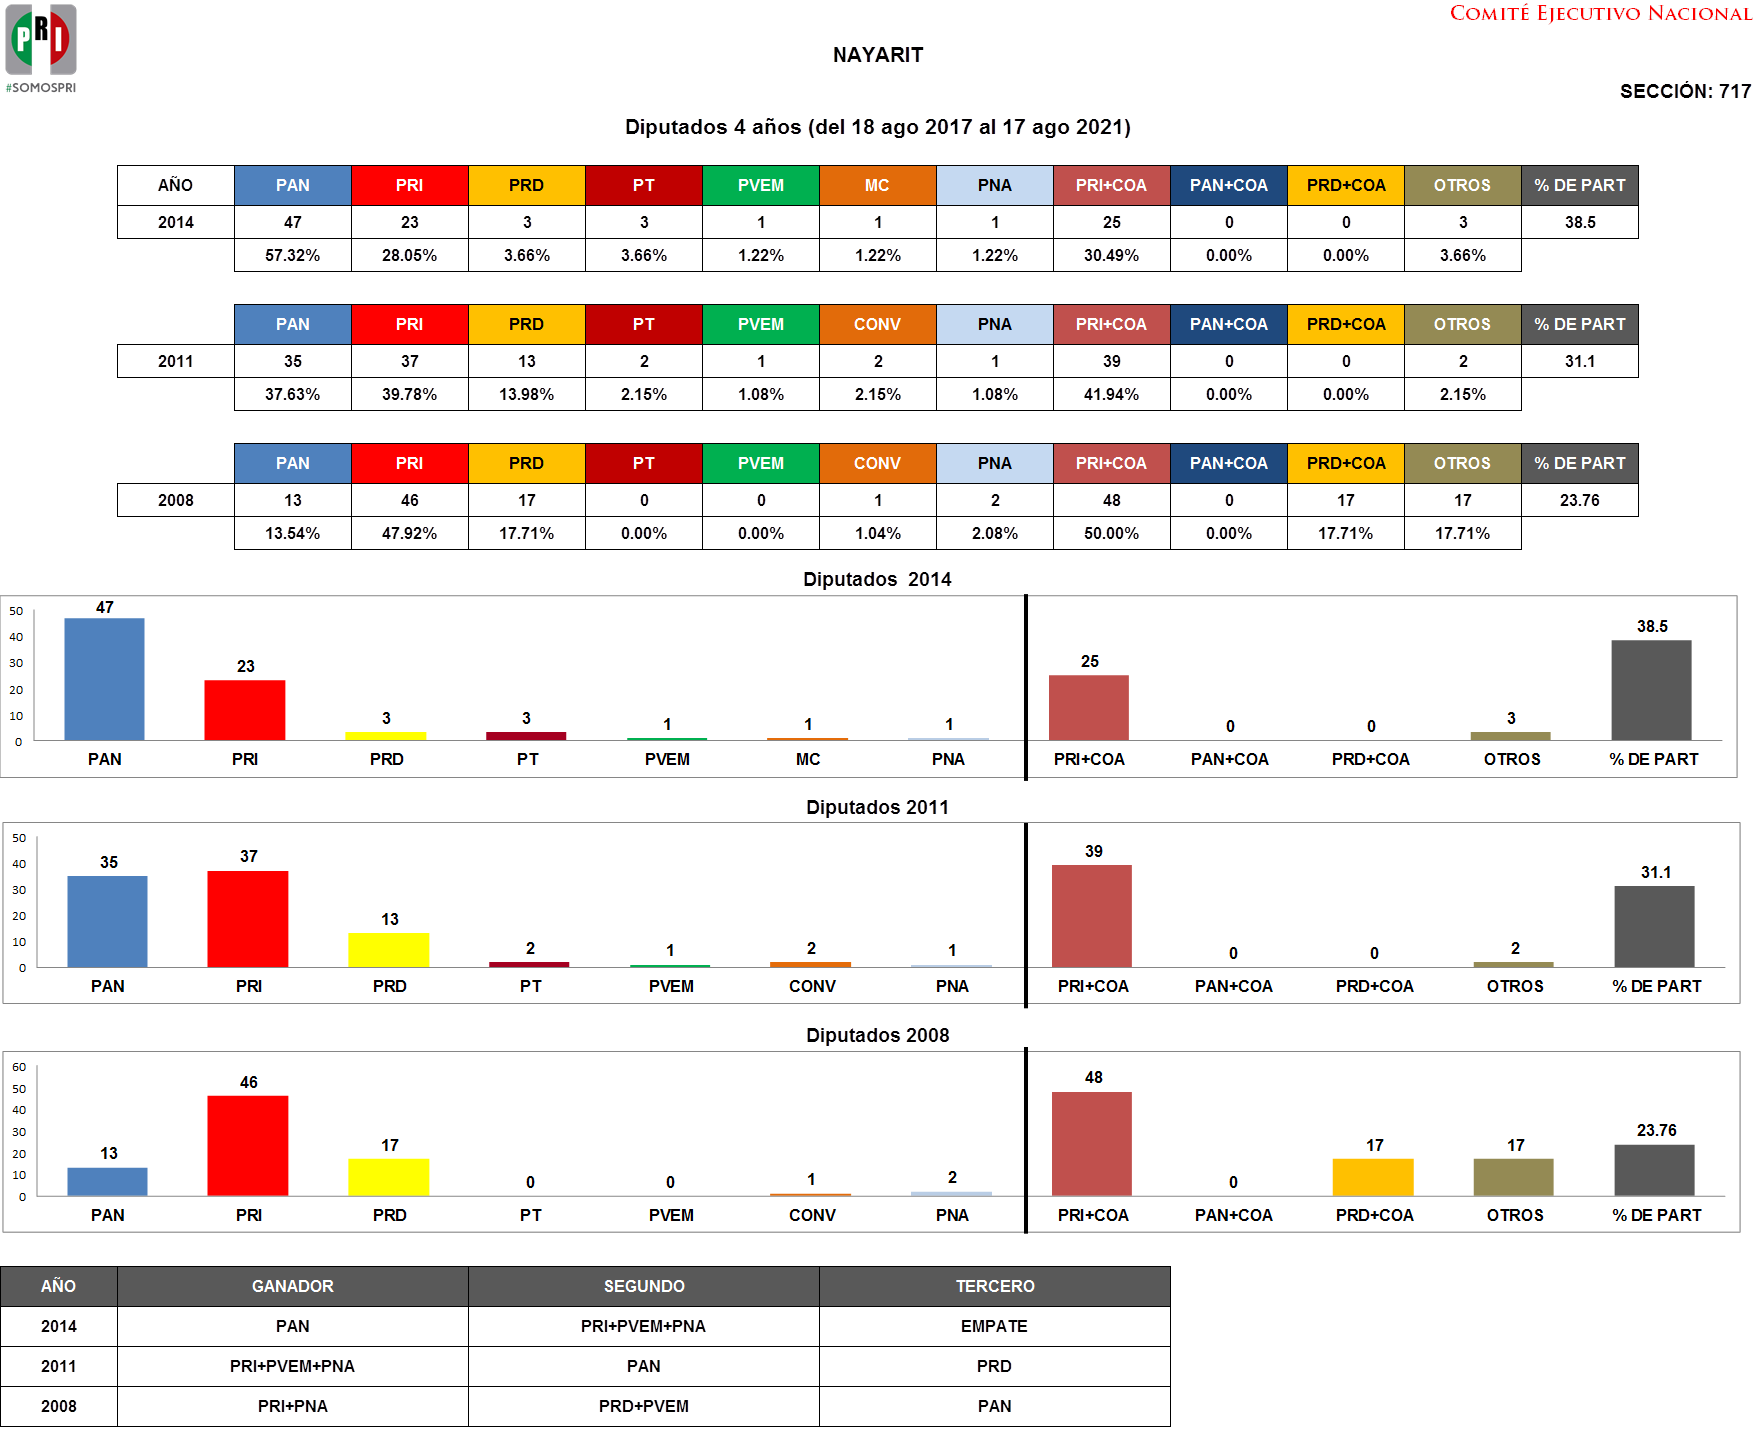 PRI
#SOMOSPRI
COMITÉ EJECUTIVO NACIONAL
NAYARIT
SECCIÓN: 717
Diputados 4 años (del 18 ago 2017 al 17 ago 2021)
AÑO PAN PRI PRD PT PVEM MC PNA PRI+COA PAN+COA PRD+COA OTROS % DE PART
2014 47 23 3 3 1 1 1 25 0 0 3 38.5
57.32% 28.05% 3.66% 3.66% 1.22% 1.22% 1.22% 30.49% 0.00% 0.00% 3.66%
PAN PRI PRD PT PVEM CONV PNA PRI+COA PAN+COA PRD+COA OTROS % DE PART
2011 35 37 13 2 1 2 1 39 0 0 2 31.1
37.63% 39.78% 13.98% 2.15% 1.08% 2.15% 1.08% 41.94% 0.00% 0.00% 2.15%
PAN PRI PRD PT PVEM CONV PNA PRI+COA PAN+COA PRD+COA OTROS % DE PART
2008 13 46 17 0 0 1 2 48 0 17 17 23.76
13.54% 47.92% 17.71% 0.00% 0.00% 1.04% 2.08% 50.00% 0.00% 17.71% 17.71%
Diputados 2014
50
40
30
20
10
0
47 23 3 3 1 1 1 25 0 0 3 38.5
PAN PRI PRD PT PVEM MC PNA PRI+COA PAN+COA PRD+COA OTROS % DE PART
Diputados 2011
50
40
30
20
10
0
35 37 13 2 1 2 1 39 0 0 2 31.1
PAN PRI PRD PT PVEM CONV PNA PRI+COA PAN+COA PRD+COA OTROS % DE PART
Diputados 2008
60
50
40
30
20
10
0
13 46 17 0 0 1 2 48 0 17 17 23.76
PAN PRI PRD PT PVEM CONV PNA PRI+COA PAN+COA PRD+COA OTROS % DE PART
AÑO GANADOR SEGUNDO TERCERO
2014 PAN PRI+PVEM+PNA EMPATE
2011 PRI+PVEM+PNA PAN PRD
2008 PRI+PNA PRD+PVEM PAN